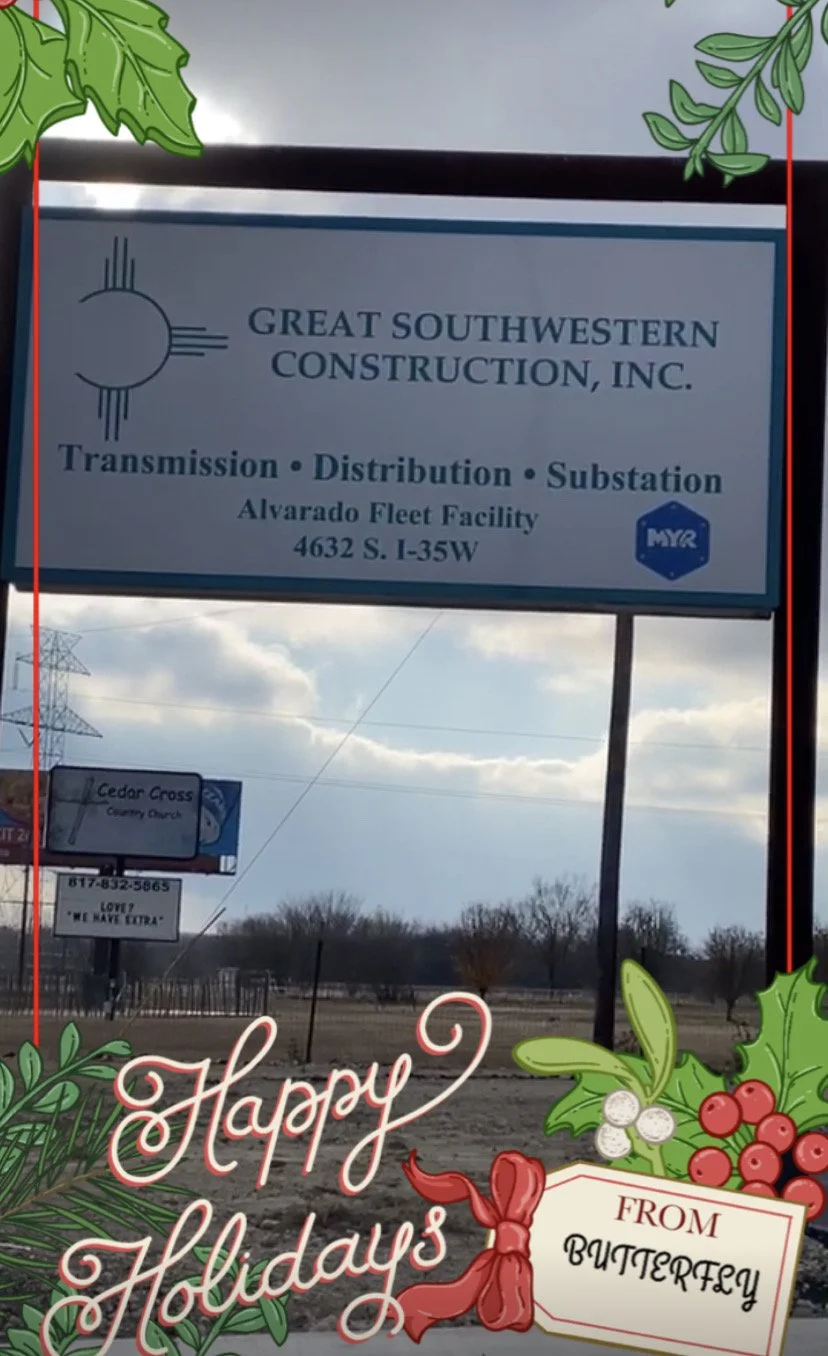 GREAT SOUTHWESTERN
CONSTRUCTION, INC.
Transmission • Distribution • Substation
Alvarado Fleet Facility
4632 S. I-35W
MYR
Cedar Cross
Country Church
817-832-5865
LOVE?
"WE HAVE EXTRA"
Happy
Holidays
FROM
BUTTERFLY